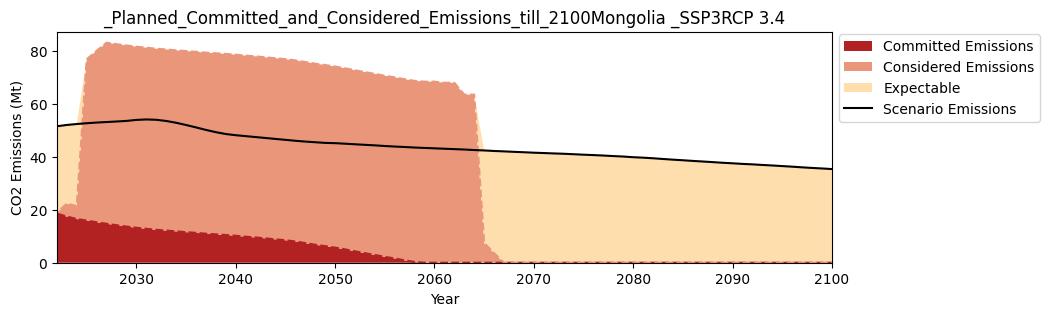 _Planned_Committed_and_Considered_Emissions_till_2100Mongolia _SSP3RCP 3.4
CO2 Emissions (Mt)
80
60
40
20
0
2030 2040 2050 2060 2070 2080 2090 2100
Year
Committed Emissions
Considered Emissions
Expectable
Scenario Emissions